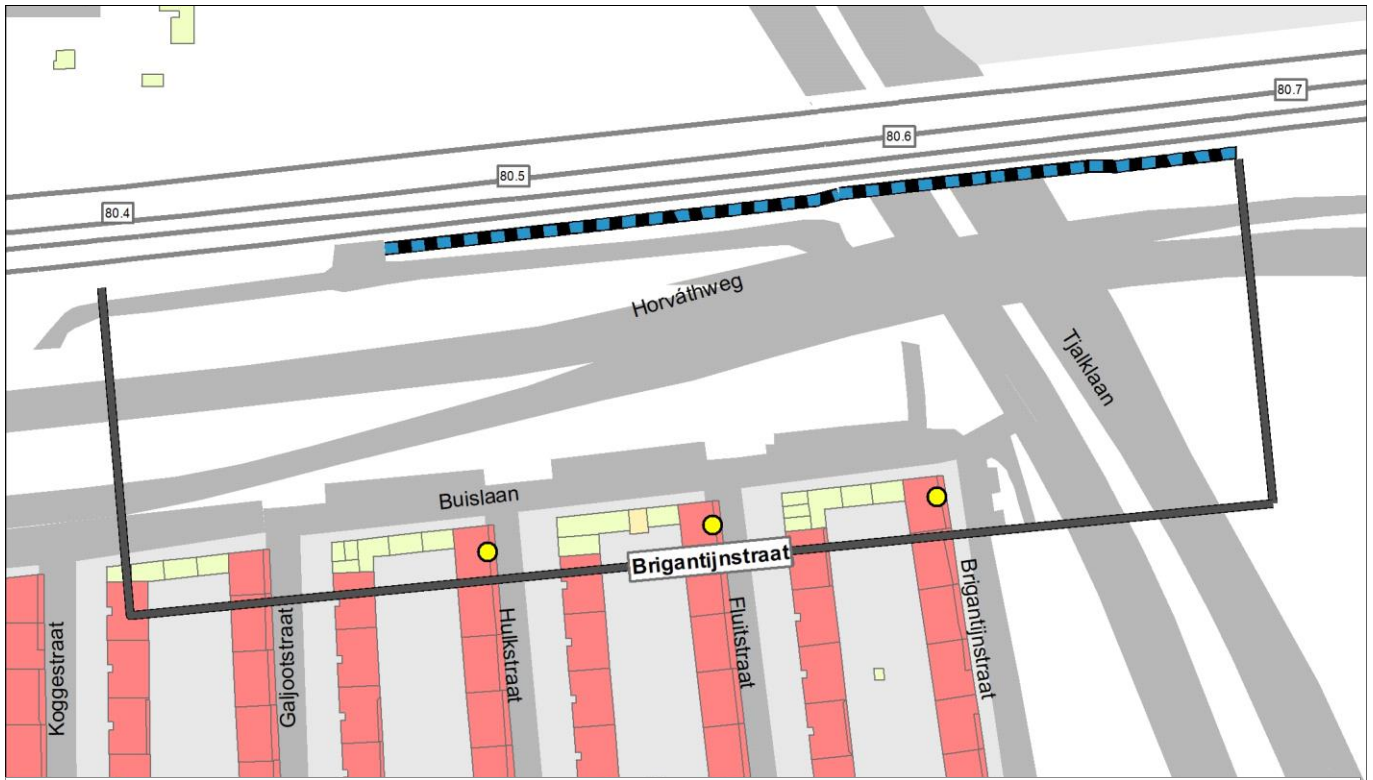 80.7
80.6
80.5
80.4
Horváthweg
Tjalklaan
Buislaan
Brigantijnstraat
Koggestraat
Galjootstraat
Hulkstraat
Fluitstraat
Brigantijnstraat